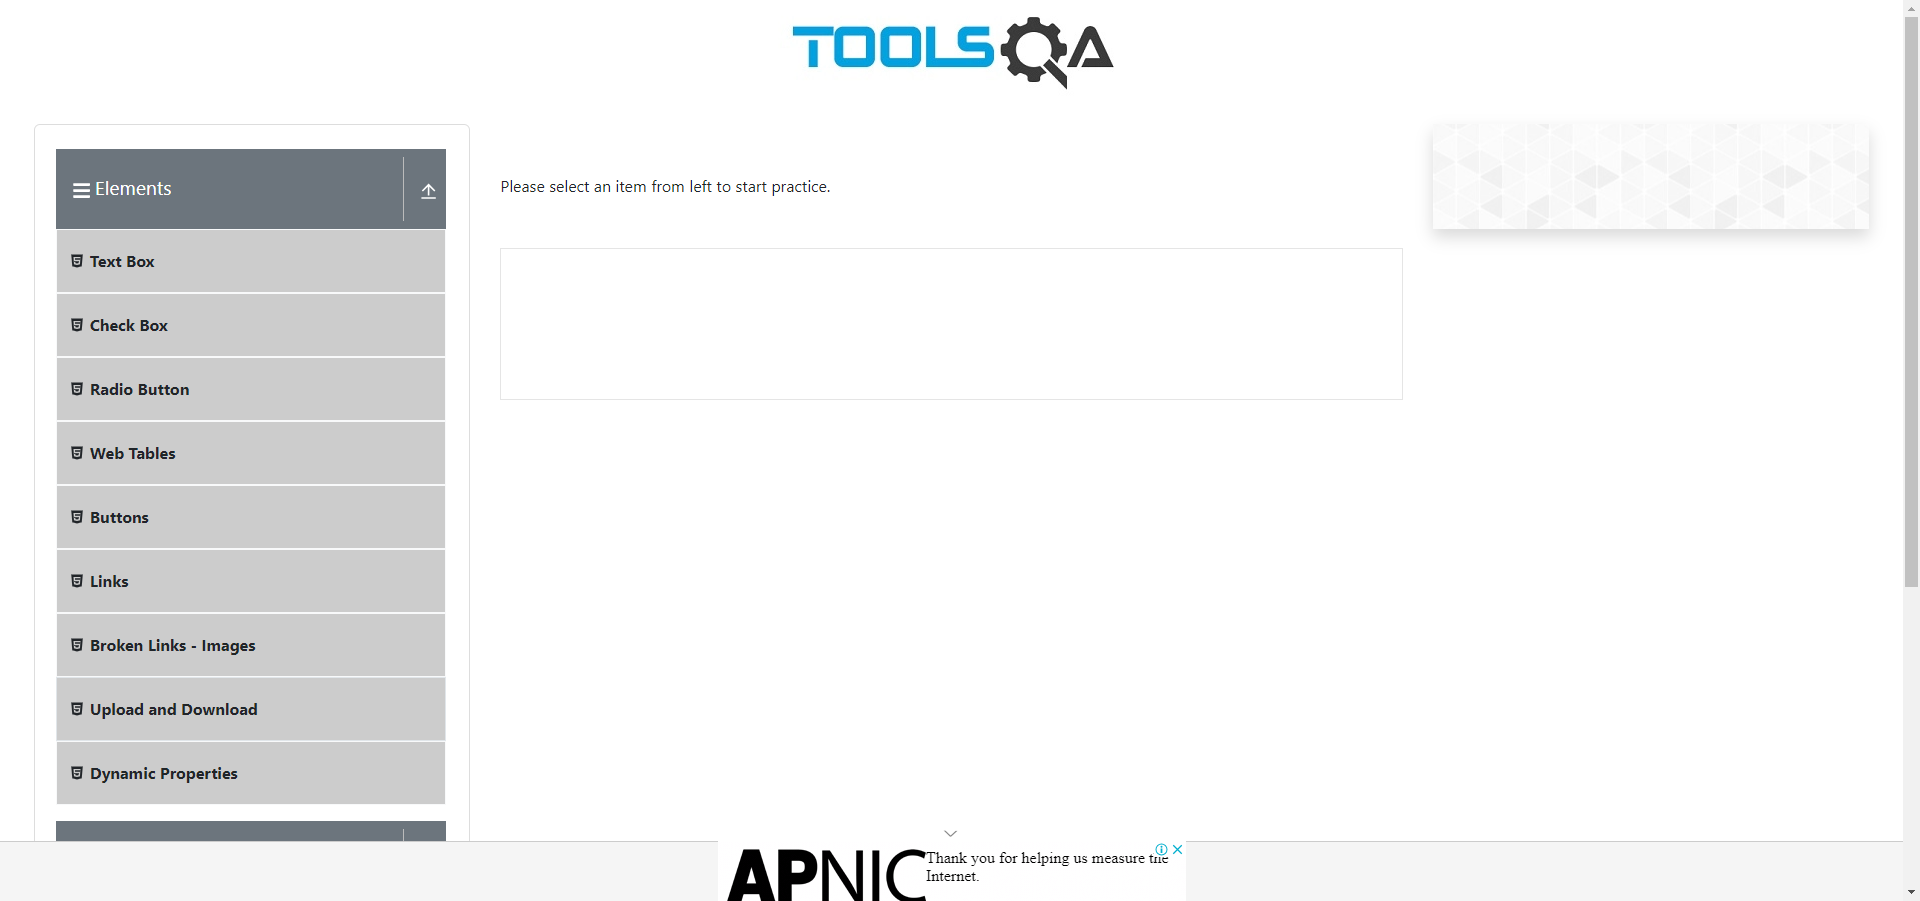 TOOLSQA
Elements
Please select an item from left to start practice.
Text Box
Check Box
Radio Button
Web Tables
Buttons
Links
Broken Links - Images
Upload and Download
Dynamic Properties
APNIC
Thank you for helping us measure the
Internet.